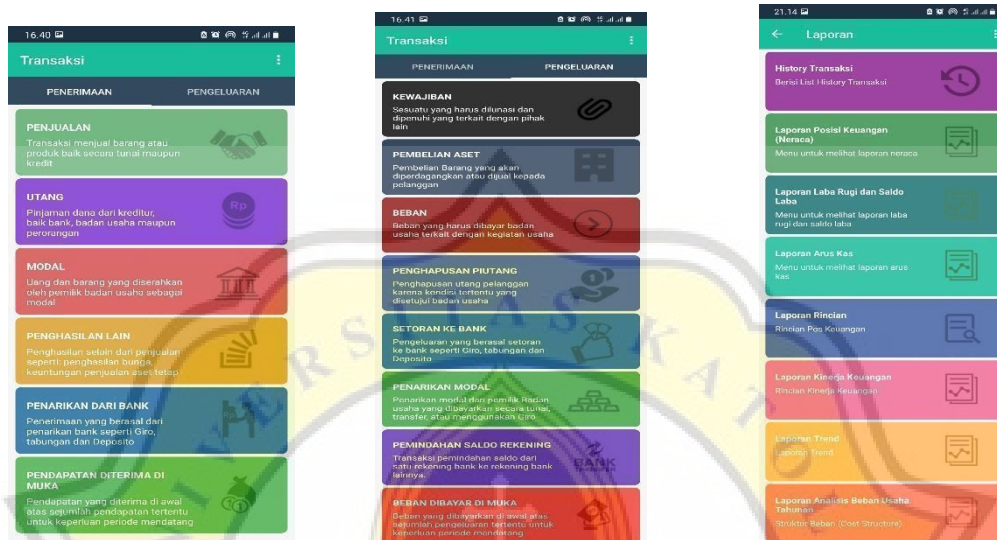 16.40
Transaksi
PENERIMAAN PENGELUARAN
PENJUALAN
Transaksi menjual barang atau
produk baik secara tunai maupun
kredit
UTANG
Pinjaman dana dari kreditur,
baik bank, badan usaha maupun
perorangan
Rp
MODAL
Uang dan barang yang diserahkan
oleh pemilik badan usaha sebagai
modal
PENGHASILAN LAIN
Penghasilan selain dari penjualan
seperti penghasilan bunga,
keuntungan penjualan aset tetap
PENARIKAN DARI BANK
Penerimaan yang berasal dari
penarikan bank seperti Giro,
tabungan dan Deposito
PENDAPATAN DITERIMA DI
MUKA
Pendapatan yang diterima di awal
atas sejumlah pendapatan tertentu
untuk keperluan periode mendatang
16.41
Transaksi
PENERIMAAN PENGELUARAN
KEWAJIBAN
Sesuatu yang harus dilunasi dan
dipenuhi yang terkait dengan pihak
lain
PEMBELIAN ASET
Pembelian Barang yang akan
diperdagangkan atau dijual kepada
pelanggan
BEBAN
Beban yang harus dibayar badan
usaha terkait dengan kegiatan usaha
PENGHAPUSAN PIUTANG
Penghapusan utang pelanggan
karena kondisi tertentu yang
disetujui badan usaha
SETORAN KE BANK
Pengeluaran yang berasal setoran
ke bank seperti Giro, tabungan dan
Deposito
PENARIKAN MODAL
Penarikan modal dari pemilik Badan
usaha yang dibayarkan secara tunai,
transfer, atau menggunakan Giro
PEMINDAHAN SALDO REKENING
Transaksi pemindahan saldo dari
satu rekening bank ke rekening bank
lainnya.
BANK
BEBAN DIBAYAR DI MUKA
Beban yang dibayarkan di awal atas
sejumlah pengeluaran tertentu untuk
keperluan periode mendatang
21.14
Laporan
History Transaksi
Berisi List History Transaksi
Laporan Posisi Keuangan
(Neraca)
Menu untuk melihat laporan neraca
Laporan Laba Rugi dan Saldo
Laba
Menu untuk melihat laporan laba
rugi dan saldo laba
Laporan Arus Kas
Menu untuk melihat laporan arus
kas
Laporan Rincian
Rincian Pos Keuangan
Laporan Kinerja Keuangan
Rincian Kinerja Keuangan
Laporan Trend
Laporan Trend
Laporan Analisis Beban Usaha
Tahunan
Struktur Beban (Cost Structure)
ERSITAS KATO